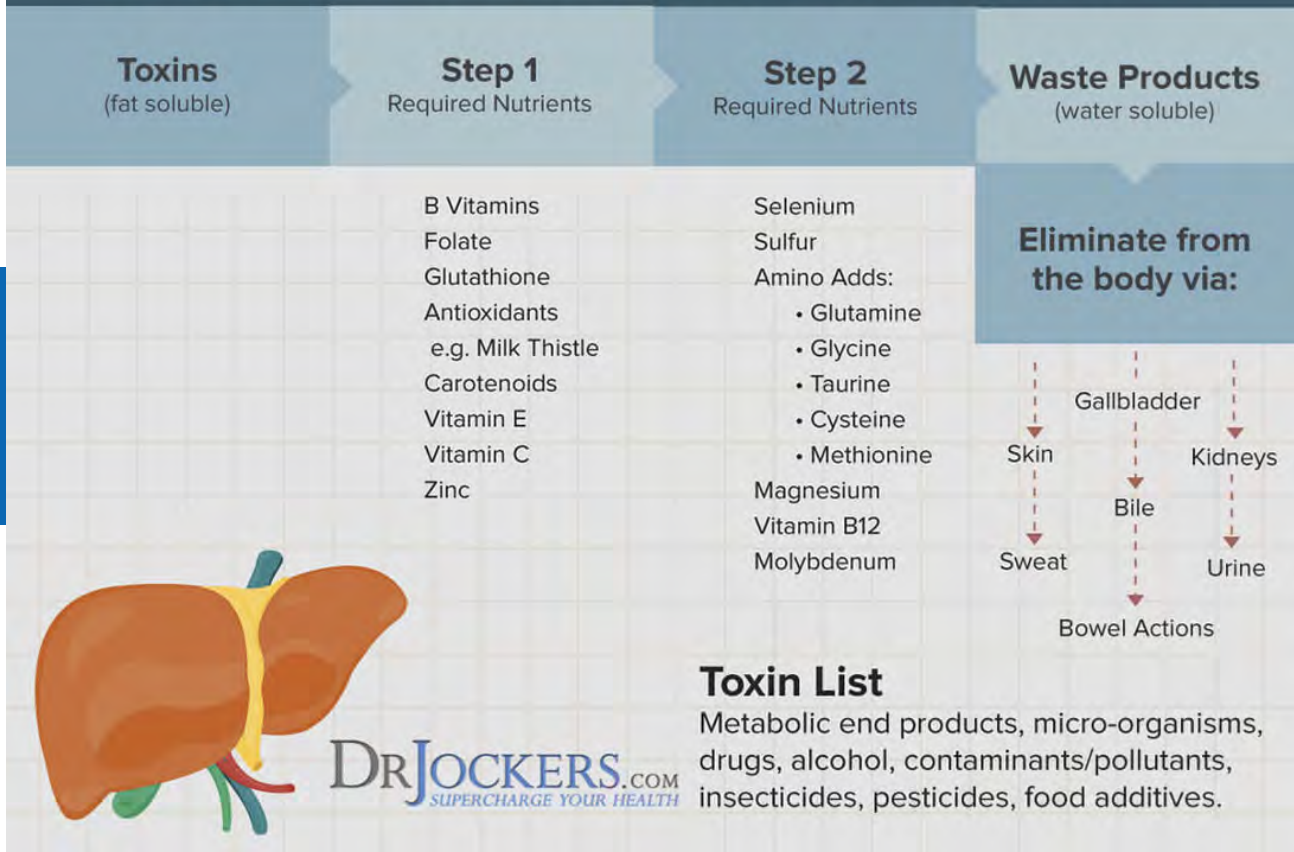 Toxins
(fat soluble)
Step 1
Required Nutrients
Step 2
Required Nutrients
Waste Products
(water soluble)
B Vitamins
Folate
Glutathione
Antioxidants
e.g. Milk Thistle
Carotenoids
Vitamin E
Vitamin C
Zinc
Selenium
Sulfur
Amino Adds:
• Glutamine
• Glycine
• Taurine
• Cysteine
• Methionine
Magnesium
Vitamin B12
Molybdenum
Eliminate from
the body via:
Skin
Sweat
Gallbladder
Bile
Bowel Actions
Kidneys
Urine
Toxin List
Metabolic end products, micro-organisms,
drugs, alcohol, contaminants/pollutants,
insecticides, pesticides, food additives.
DRJOCKERS.COM
SUPERCHARGE YOUR HEALTH